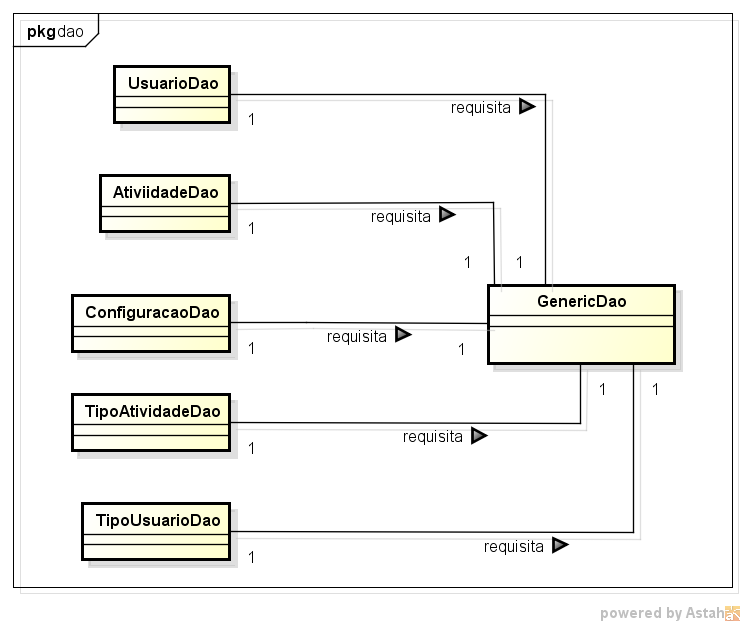 pkg dao
UsuarioDao
requisita
1
AtiviidadeDao
requisita
1
1
1
GenericDao
ConfiguracaoDao
requisita
1
1
TipoAtividadeDao
requisita
1
1
1
TipoUsuarioDao
requisita
1
powered by Astah